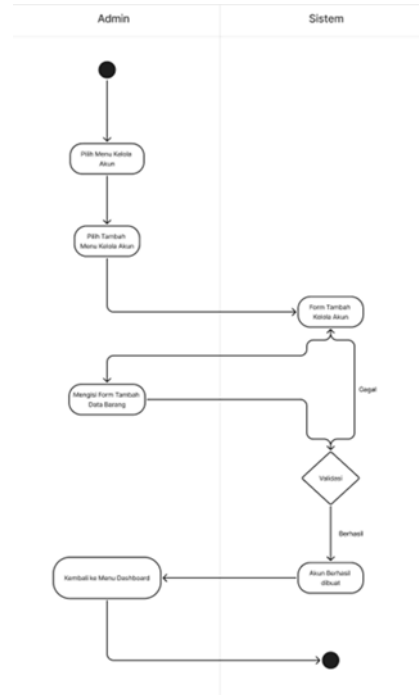 Admin
Sistem
Pilih Menu Kelola
Akun
Pilih Tambah
Menu Kelola Akun
Form Tambah
Kelola Akun
Mengisi Form Tambah
Data Barang
Gagal
Validasi
Berhasil
Akun Berhasil
dibuat
Kembali ke Menu Dashboard